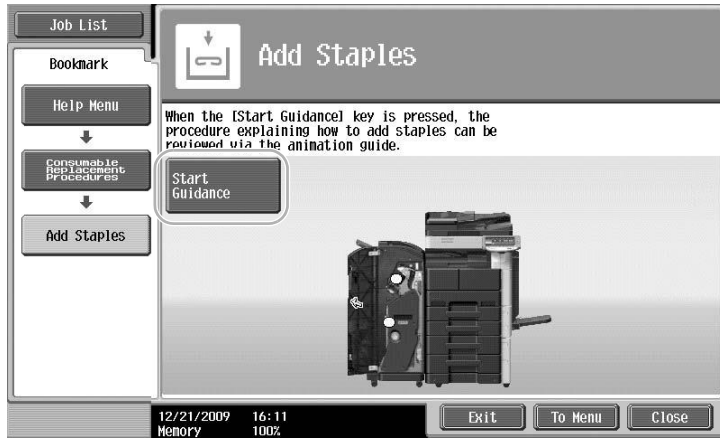 Job List
Bookmark
Help Menu
Consumable
Replacement
Procedures
Add Staples
Add Staples
When the [Start Guidance] key is pressed, the
procedure explaining how to add staples can be
reviewed via the animation guide.
Start
Guidance
12/21/2009 16:11
Memory 100%
Exit
To Menu
Close